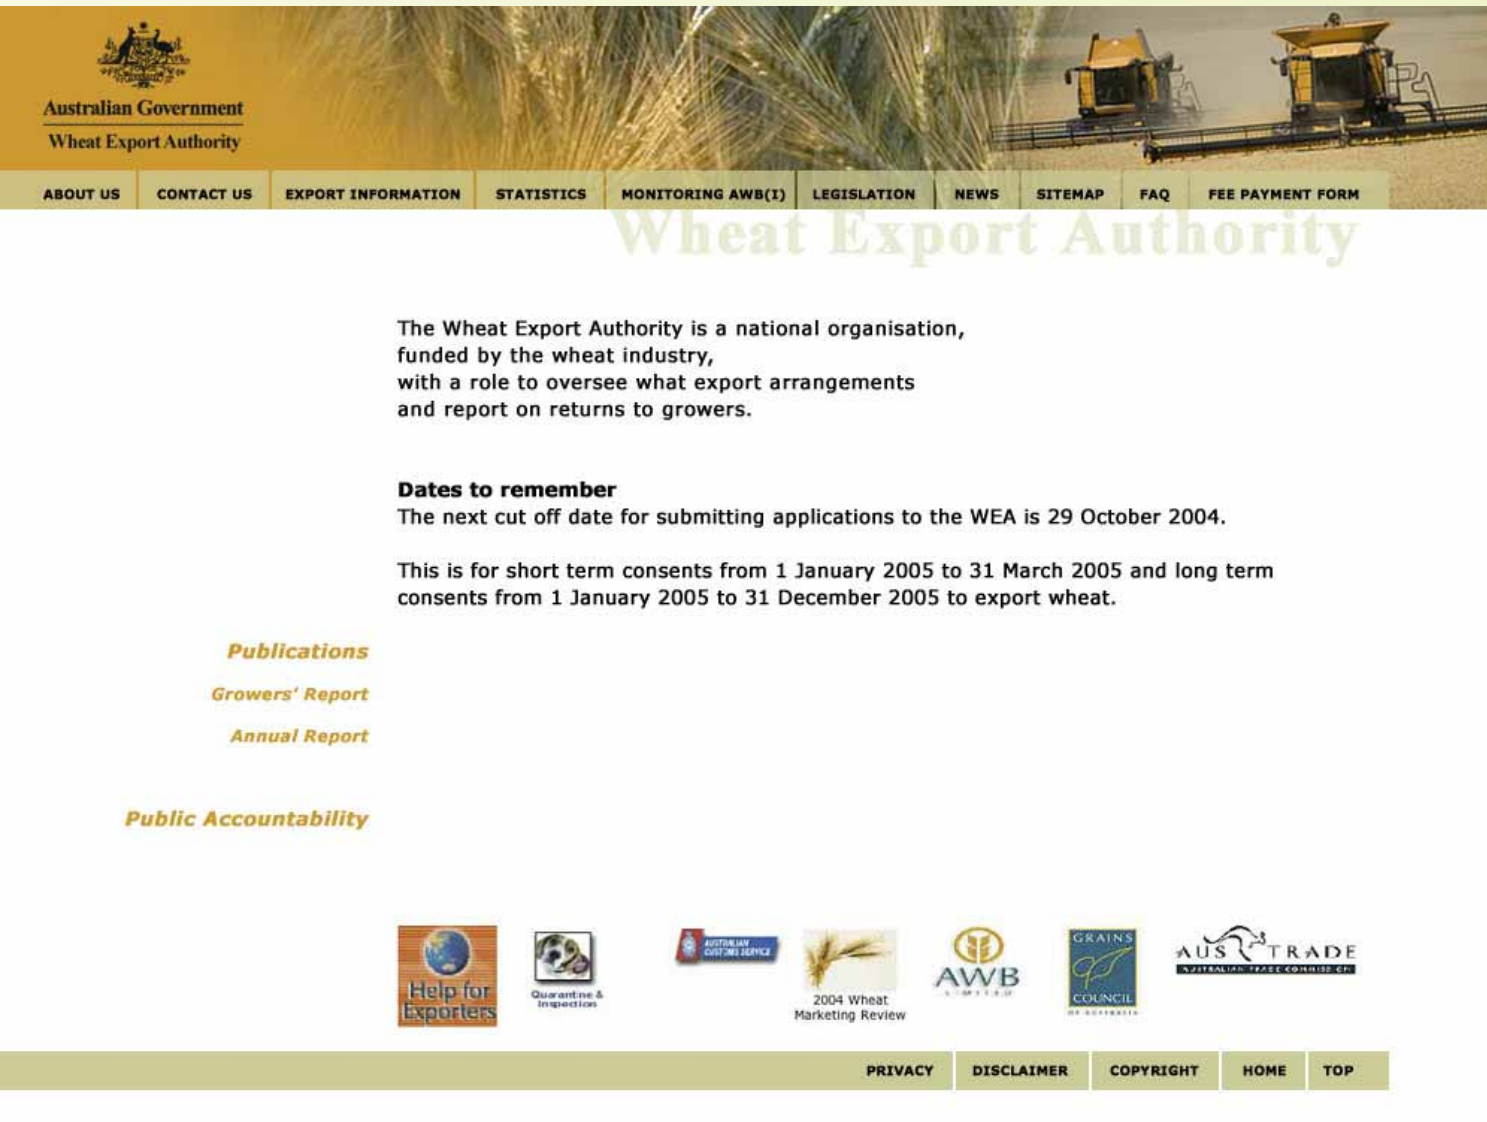 Australian Government
Wheat Export Authority
ABOUT US CONTACT US EXPORT INFORMATION STATISTICS MONITORING AWB(I) LEGISLATION NEWS SITEMAP FAQ FEE PAYMENT FORM
Wheat Export Authority
The Wheat Export Authority is a national organisation,
funded by the wheat industry,
with a role to oversee what export arrangements
and report on returns to growers.
Dates to remember
The next cut off date for submitting applications to the WEA is 29 October 2004.
This is for short term consents from 1 January 2005 to 31 March 2005 and long term
consents from 1 January 2005 to 31 December 2005 to export wheat.
Publications
Growers' Report
Annual Report
Public Accountability
Help for
Exporters
Quarantine &
Inspection
AUSTRALIAN
CUSTOMS SERVICE
2004 Wheat
Marketing Review
AWB
LIMITED
GRAINS
COUNCIL
OF AUSTRALIA
AUSTRADE
AUSTRALIAN TRADE COMMISSION
PRIVACY DISCLAIMER COPYRIGHT HOME TOP